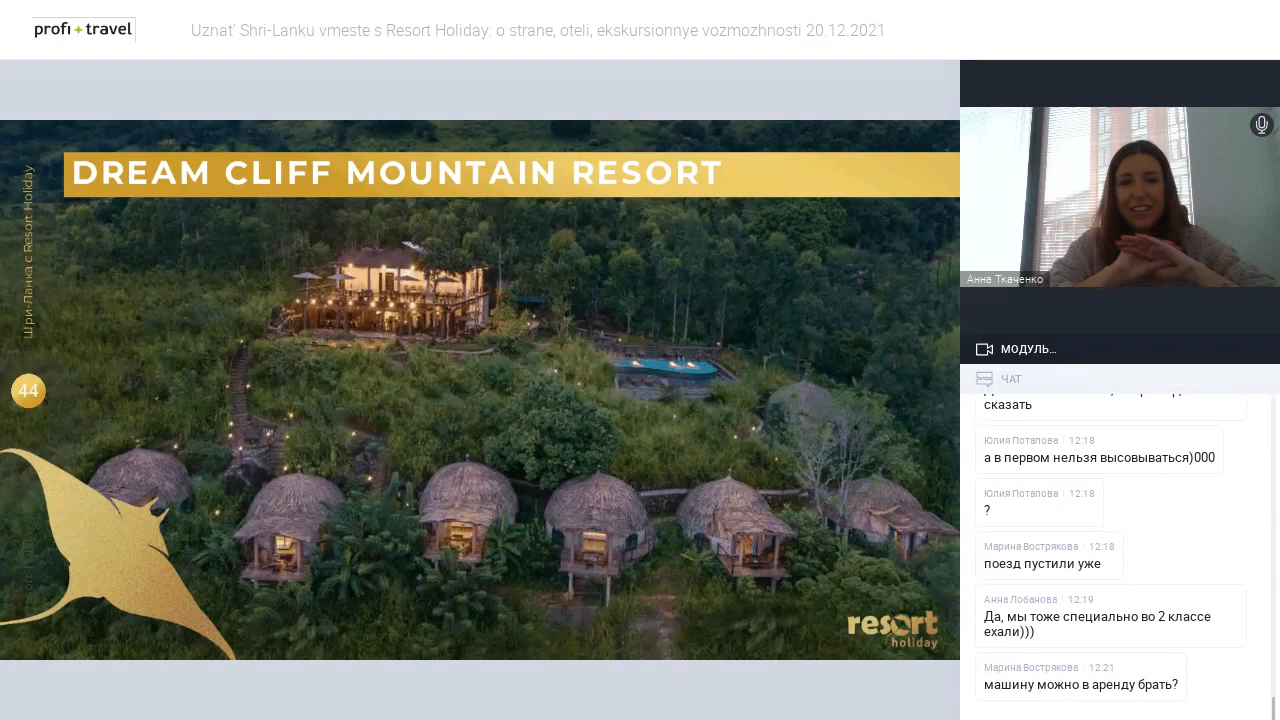 profi + travel
Uznat' Shri-Lanku vmeste s Resort Holiday: o strane, oteli, ekskursionnye vozmozhnosti 20.12.2021
DREAM CLIFF MOUNTAIN RESORT
Шри-Ланка с Resort Holiday
44
resort
holiday
Анна Ткаченко
МОДУЛЬ...
ЧАТ
сказать
Юлия Потапова 12:18
а в первом нельзя высовываться)000
Юлия Потапова 12:18
?
Марина Вострякова 12:18
поезд пустили уже
Анна Лобанова 12:19
Да, мы тоже специально во 2 классе
ехали)))
Марина Вострякова 12:21
машину можно в аренду брать?